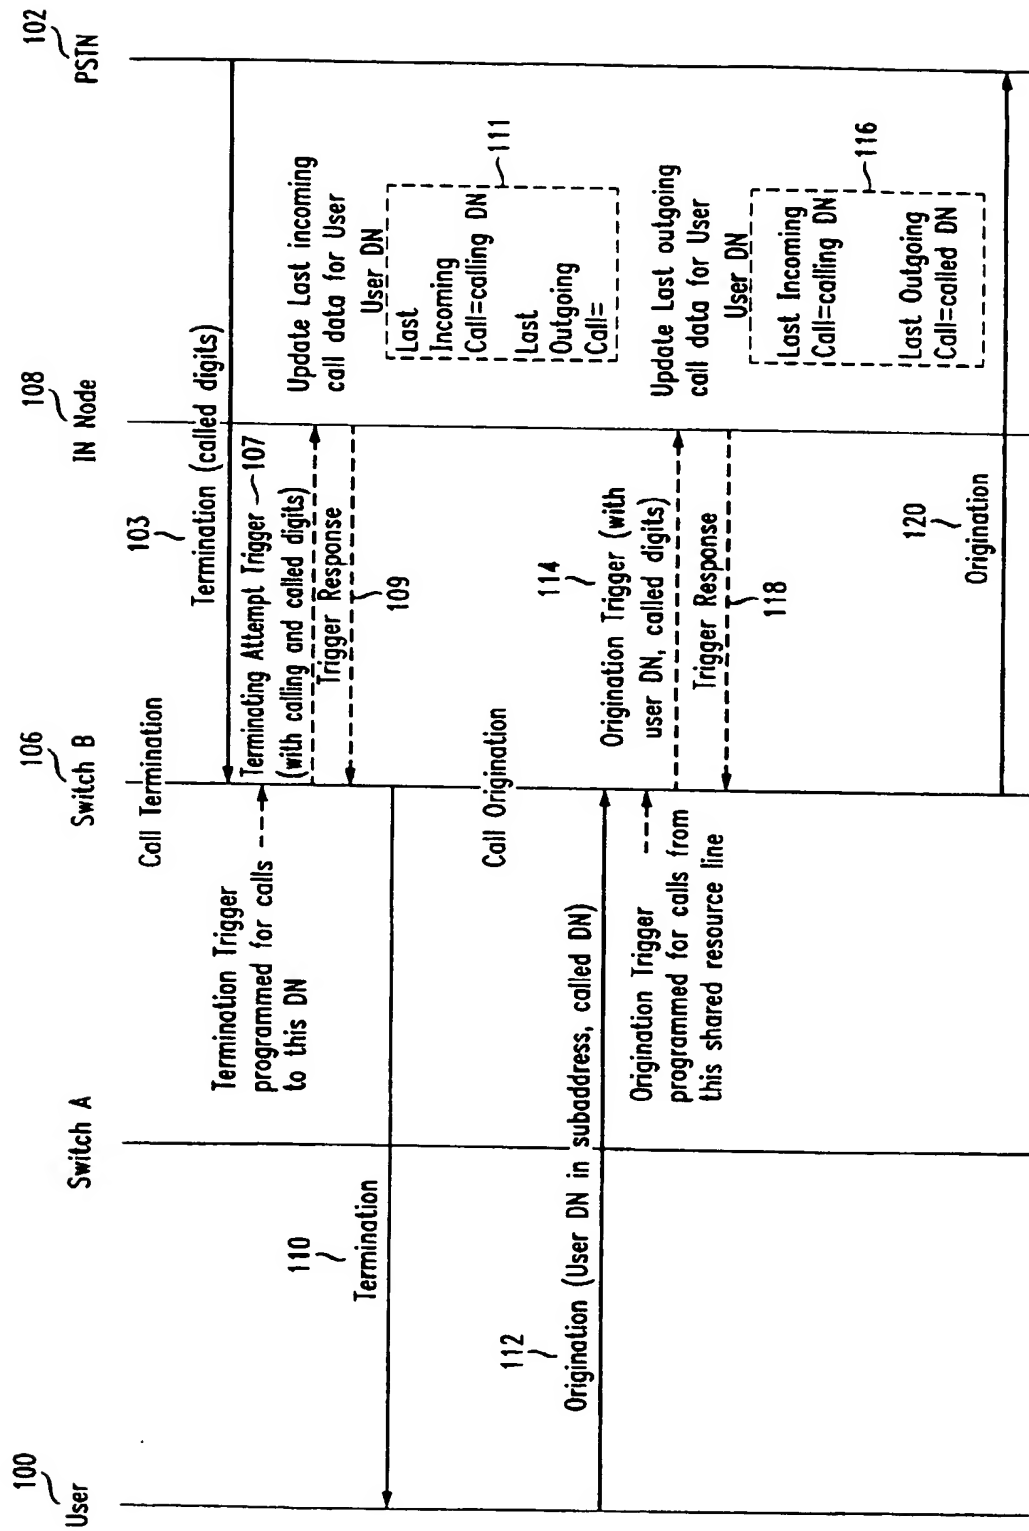 100
User
Switch A
106
Switch B
108
IN Node
102
PSTN
Call Termination
103
Termination (called digits)
Termination Trigger
programmed for calls
to this DN
Terminating Attempt Trigger 107
(with calling and called digits)
Trigger Response
109
Update Last incoming
call data for User
User DN
Last
Incoming
Call=calling DN
Last
Outgoing
Call=
111
110
Termination
Call Origination
112
Origination (User DN in subaddress, called DN)
Origination Trigger
programmed for calls from
this shared resource line
114
Origination Trigger (with
user DN, called digits)
Trigger Response
118
Update Last outgoing
call data for User
User DN
Last Incoming
Call=calling DN
Last Outgoing
Call=called DN
116
120
Origination